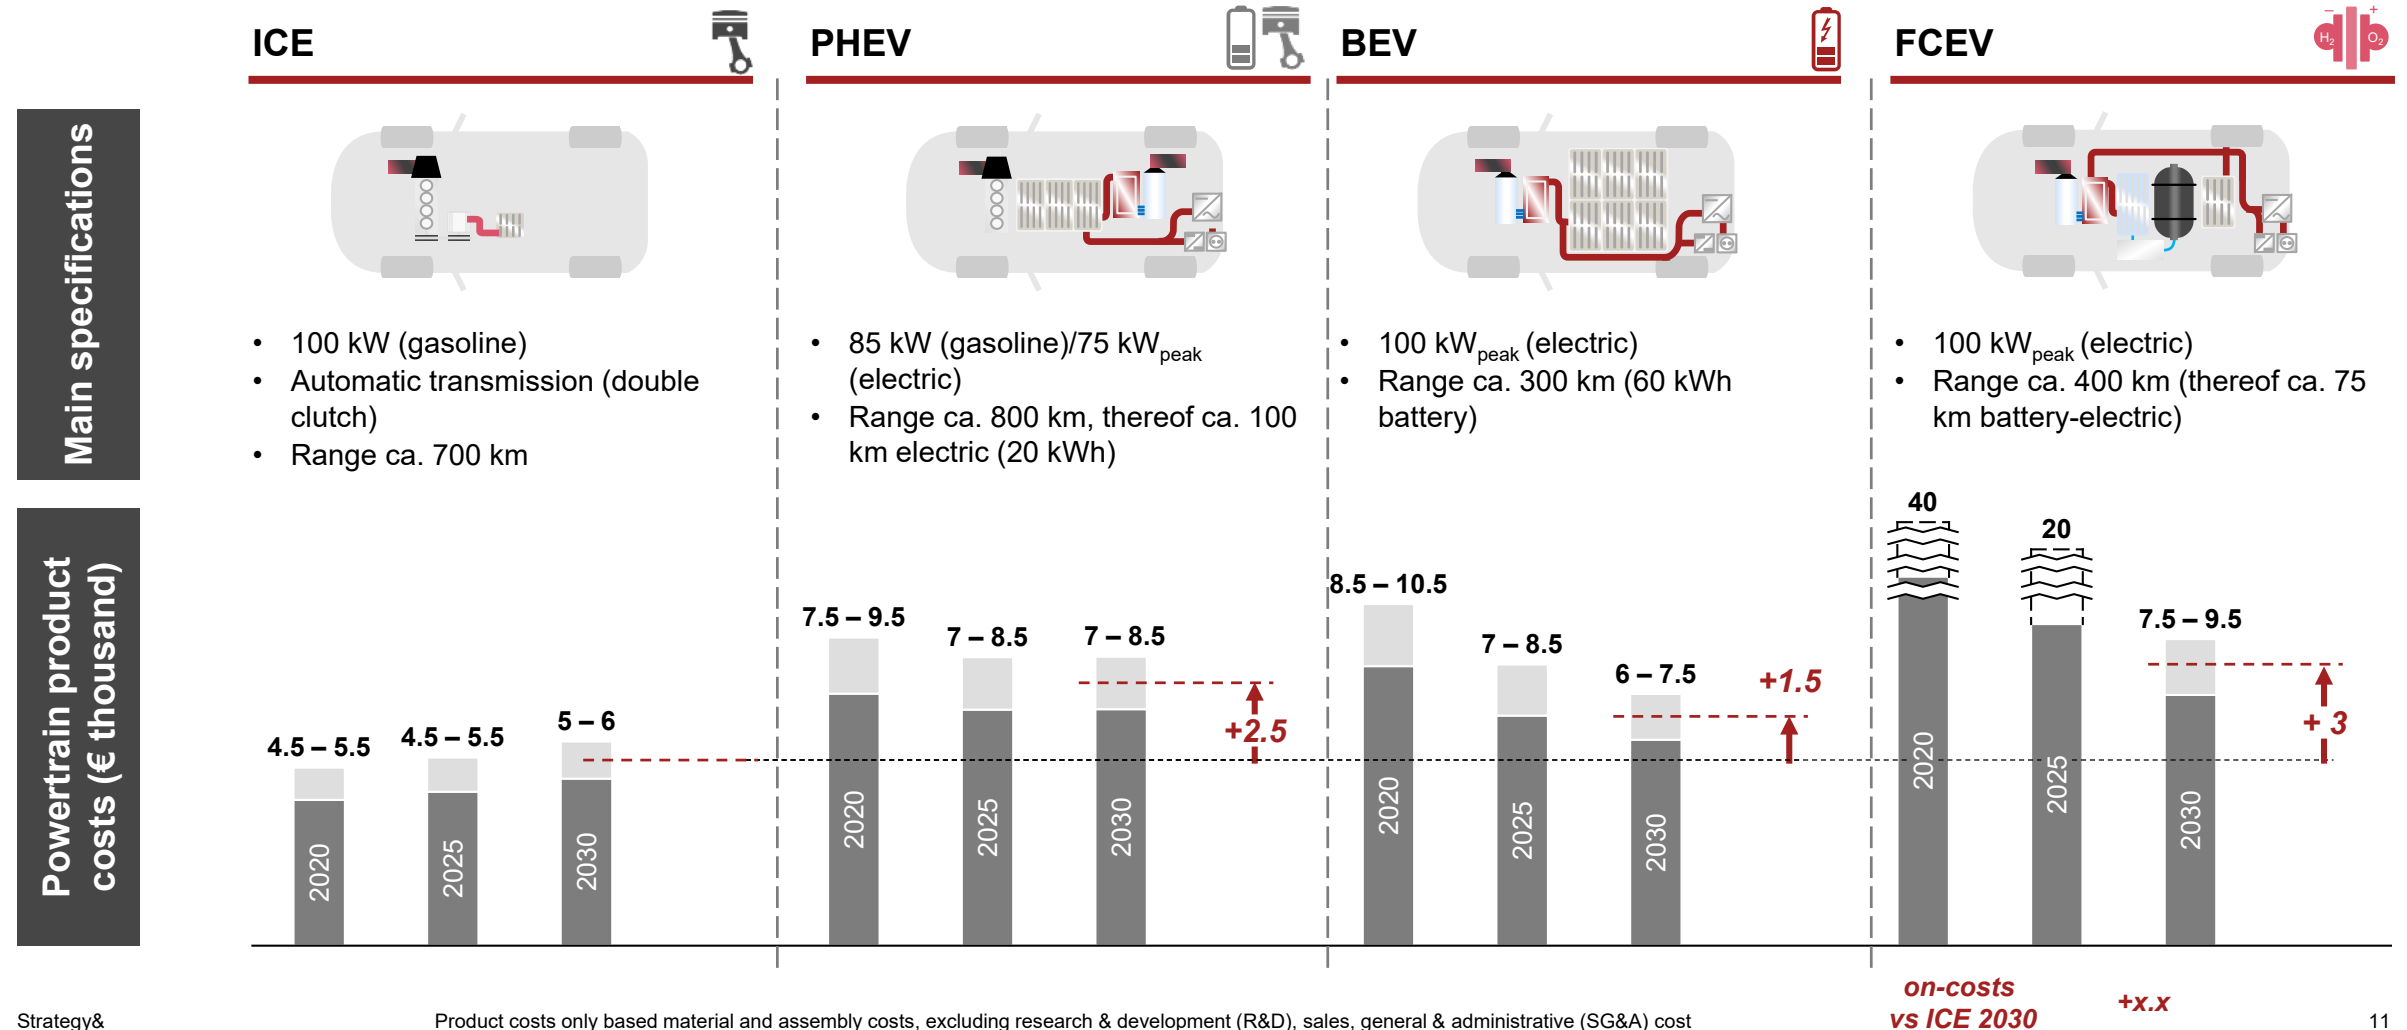 ICE
PHEV
BEV
FCEV
H2
– +
O2
Main specifications
• 100 kW (gasoline)
• Automatic transmission (double
clutch)
• Range ca. 700 km
• 85 kW (gasoline)/75 kWpeak
(electric)
• Range ca. 800 km, thereof ca. 100
km electric (20 kWh)
• 100 kWpeak (electric)
• Range ca. 300 km (60 kWh
battery)
• 100 kWpeak (electric)
• Range ca. 400 km (thereof ca. 75
km battery-electric)
Powertrain product
costs (€ thousand)
4.5 – 5.5
2020
4.5 – 5.5
2025
5 – 6
2030
7.5 – 9.5
2020
7 – 8.5
2025
7 – 8.5
2030
+2.5
8.5 – 10.5
2020
7 – 8.5
2025
6 – 7.5
2030
+1.5
40
2020
20
2025
7.5 – 9.5
2030
+ 3
on-costs
vs ICE 2030
+x.x
Strategy&
Product costs only based material and assembly costs, excluding research & development (R&D), sales, general & administrative (SG&A) cost
11